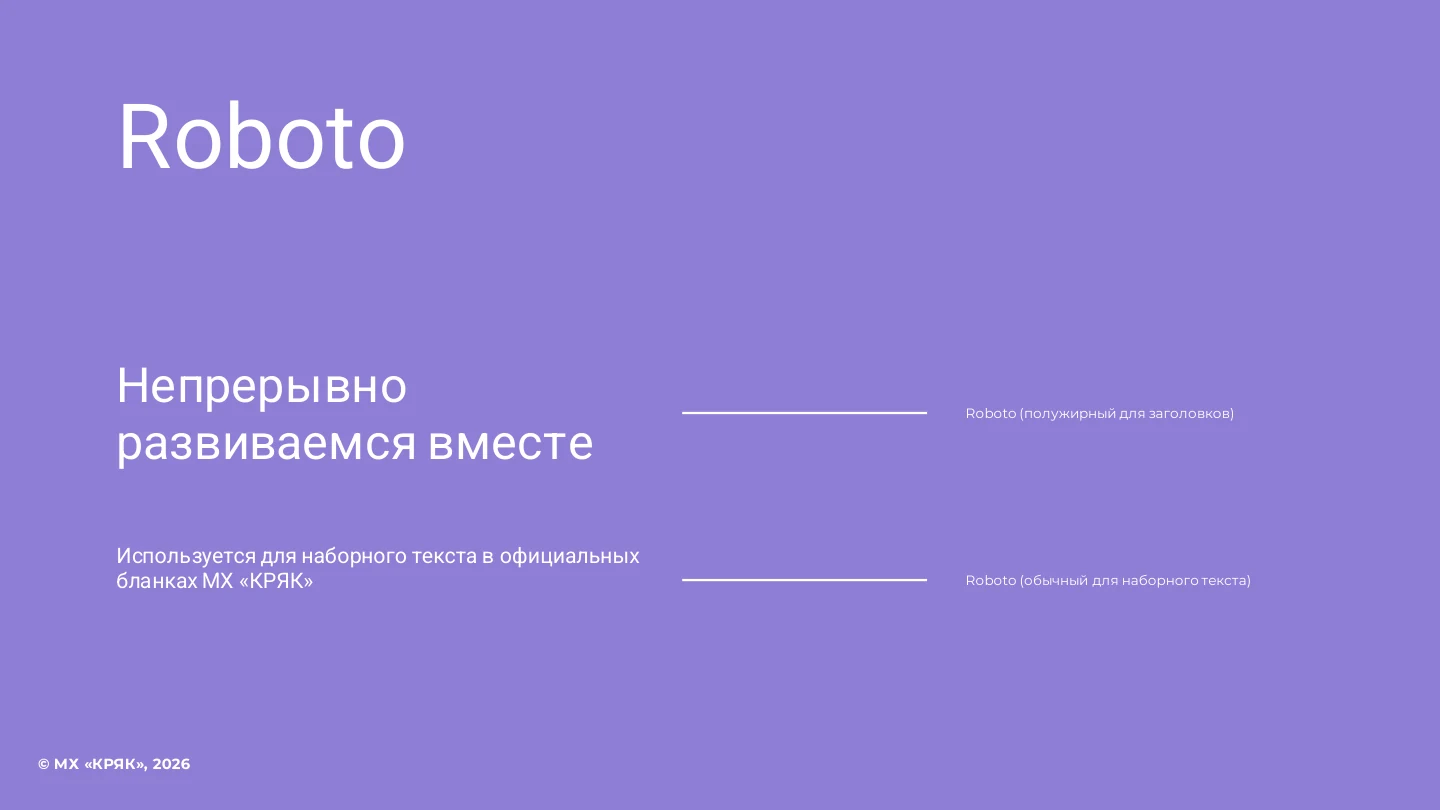 Roboto
Непрерывно
развиваемся вместе
Roboto (полужирный для заголовков)
Используется для наборного текста в официальных
бланках МХ «КРЯК»
Roboto (обычный для наборного текста)
© МХ «КРЯК», 2026